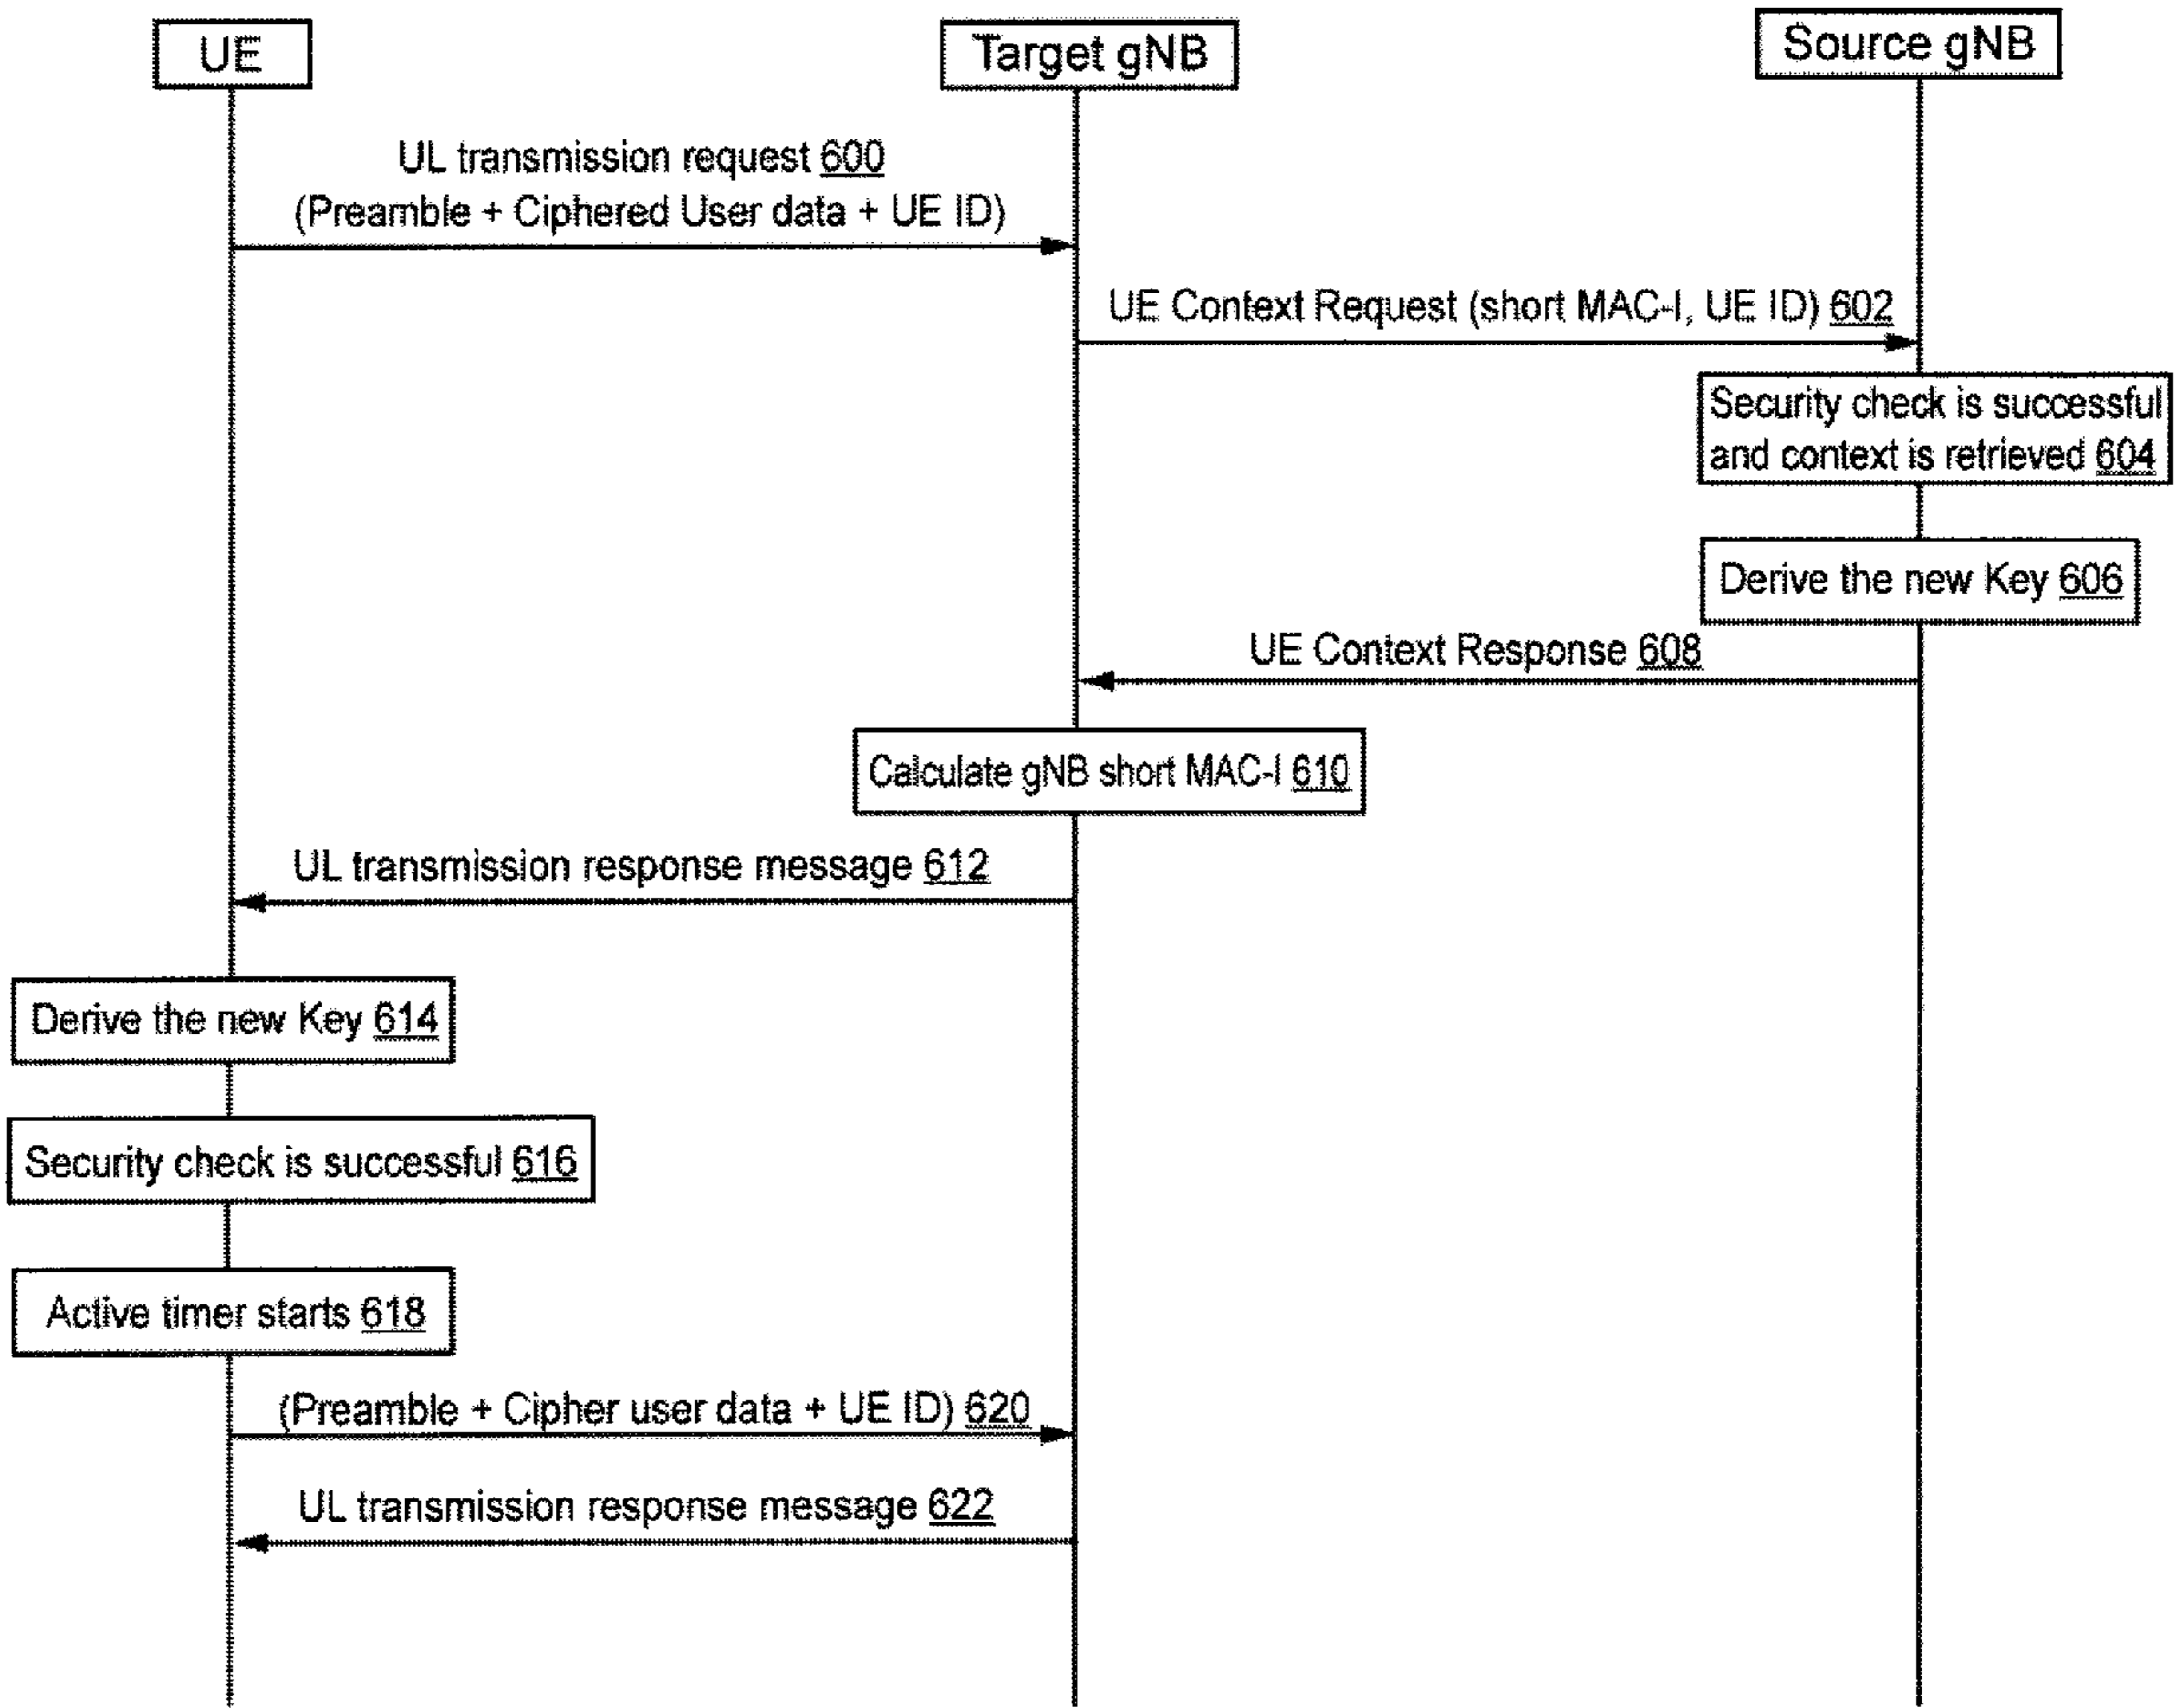 UE
Target gNB
Source gNB
UL transmission request 600
(Preamble + Ciphered User data + UE ID)
UE Context Request (short MAC-I, UE ID) 602
Security check is successful
and context is retrieved 604
Derive the new Key 606
UE Context Response 608
Calculate gNB short MAC-I 610
UL transmission response message 612
Derive the new Key 614
Security check is successful 616
Active timer starts 618
(Preamble + Cipher user data + UE ID) 620
UL transmission response message 622